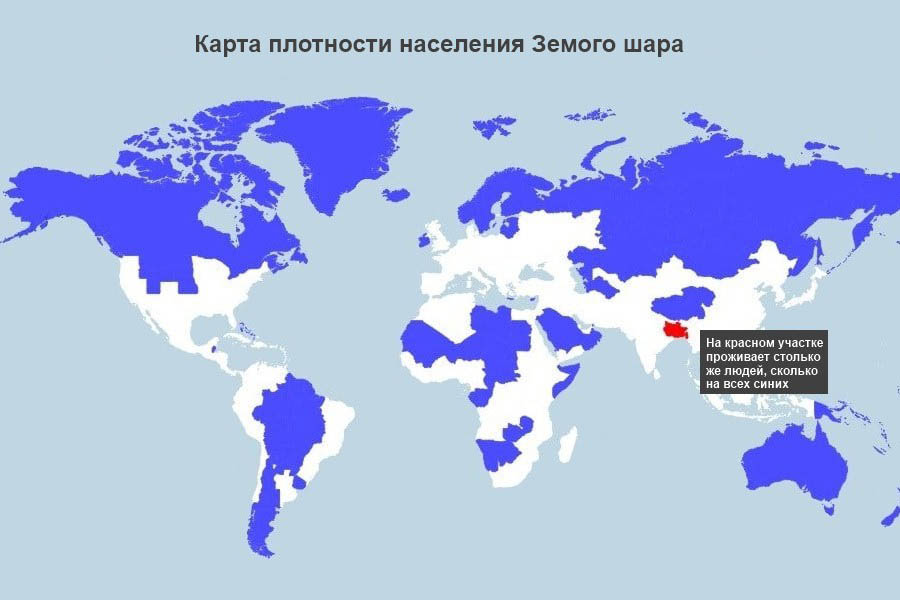 Карта плотности населения Земого шара
На красном участке
проживает столько
же людей, сколько
на всех синих